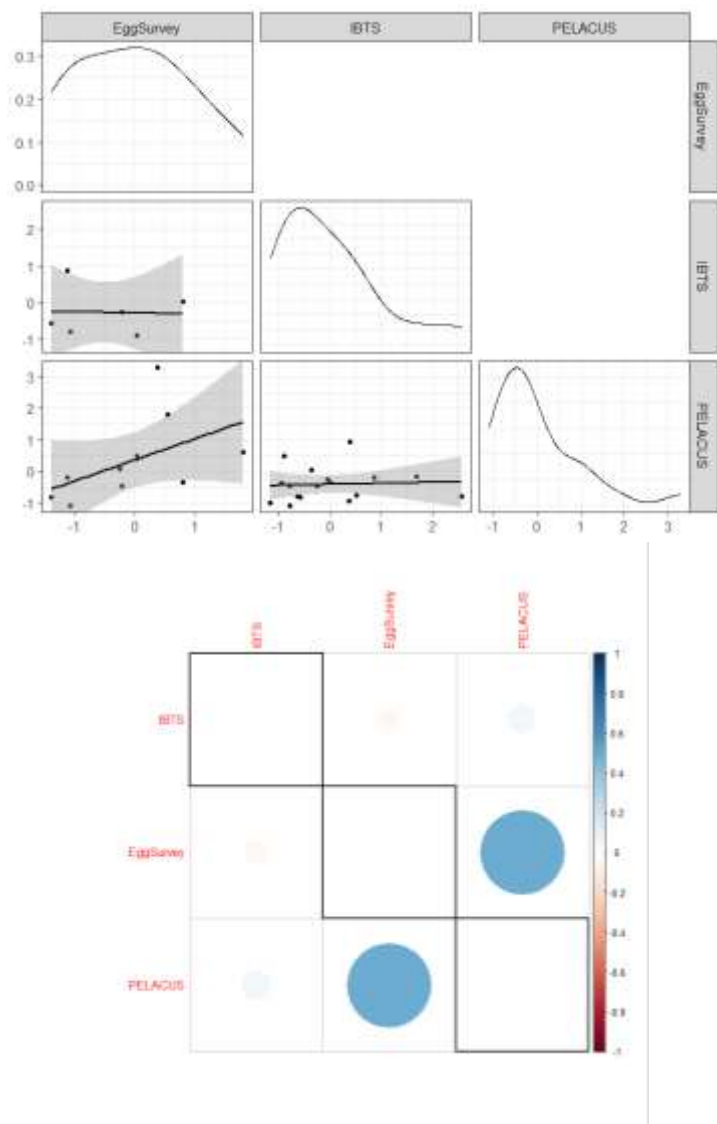 EggSurvey IBTS PELACUS
0.3
0.2
0.1
0.0
EggSurvey
2
1
0
-1
IBTS
3
2
1
0
-1
PELACUS
-1 0 1 -1 0 1 2 -1 0 1 2 3
IBTS
EggSurvey
PELACUS
IBTS
EggSurvey
PELACUS
1
0.8
0.6
0.4
0.2
0
-0.2
-0.4
-0.6
-0.8
-1